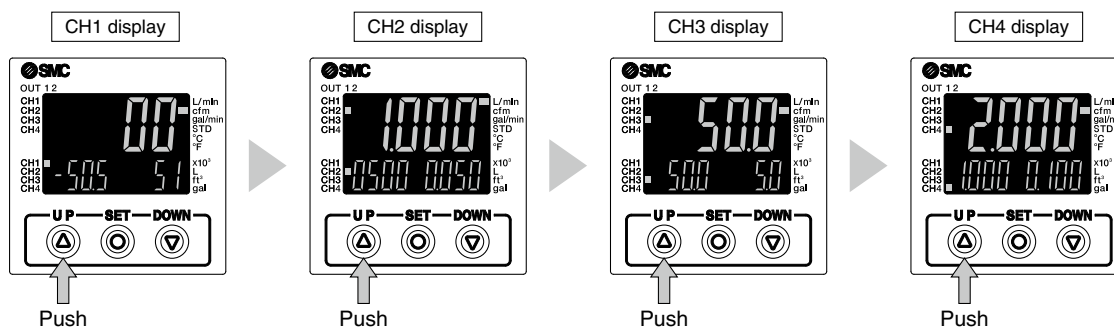 CH1 display
CH2 display
CH3 display
CH4 display
SMC
OUT 1 2
CH1
CH2
CH3
CH4
00
L/min
cfm
gal/min
STD
°C
°F
CH1
CH2
CH3
CH4
-50.5 51
x10³
L
ft³
gal
UP SET DOWN
Push
SMC
OUT 1 2
CH1
CH2
CH3
CH4
1.000
L/min
cfm
gal/min
STD
°C
°F
CH1
CH2
CH3
CH4
0.500 0.050
x10³
L
ft³
gal
UP SET DOWN
Push
SMC
OUT 1 2
CH1
CH2
CH3
CH4
50.0
L/min
cfm
gal/min
STD
°C
°F
CH1
CH2
CH3
CH4
50.0 5.0
x10³
L
ft³
gal
UP SET DOWN
Push
SMC
OUT 1 2
CH1
CH2
CH3
CH4
2.000
L/min
cfm
gal/m
STD
°C
°F
CH1
CH2
CH3
CH4
1.000 0.100
x10³
L
ft³
gal
UP SET DOWN
Push